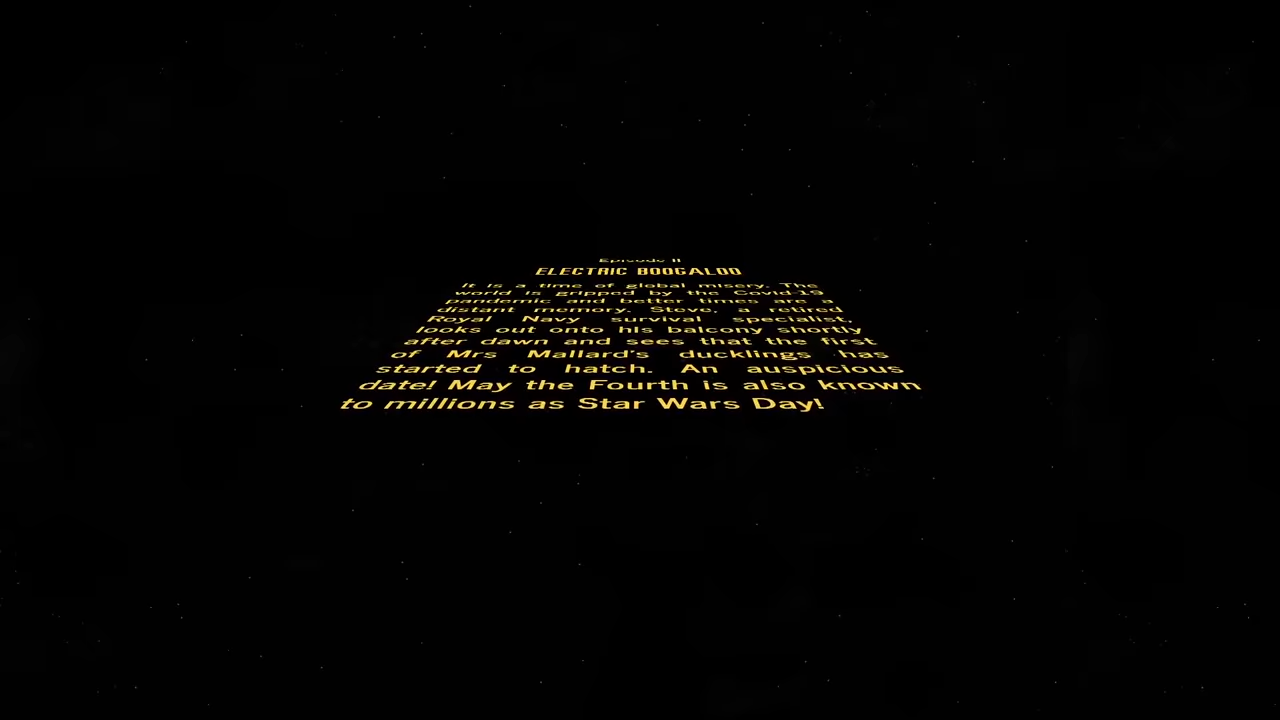 Episode II
ELECTRIC BOOGALOO
It is a time of global misery. The
world is gripped by the Covid-19
pandemic and better times are a
distant memory. Steve, a retired
Royal Navy survival specialist,
looks out onto his balcony shortly
after dawn and sees that the first
of Mrs Mallard's ducklings has
started to hatch. An auspicious
date! May the Fourth is also known
to millions as Star Wars Day!